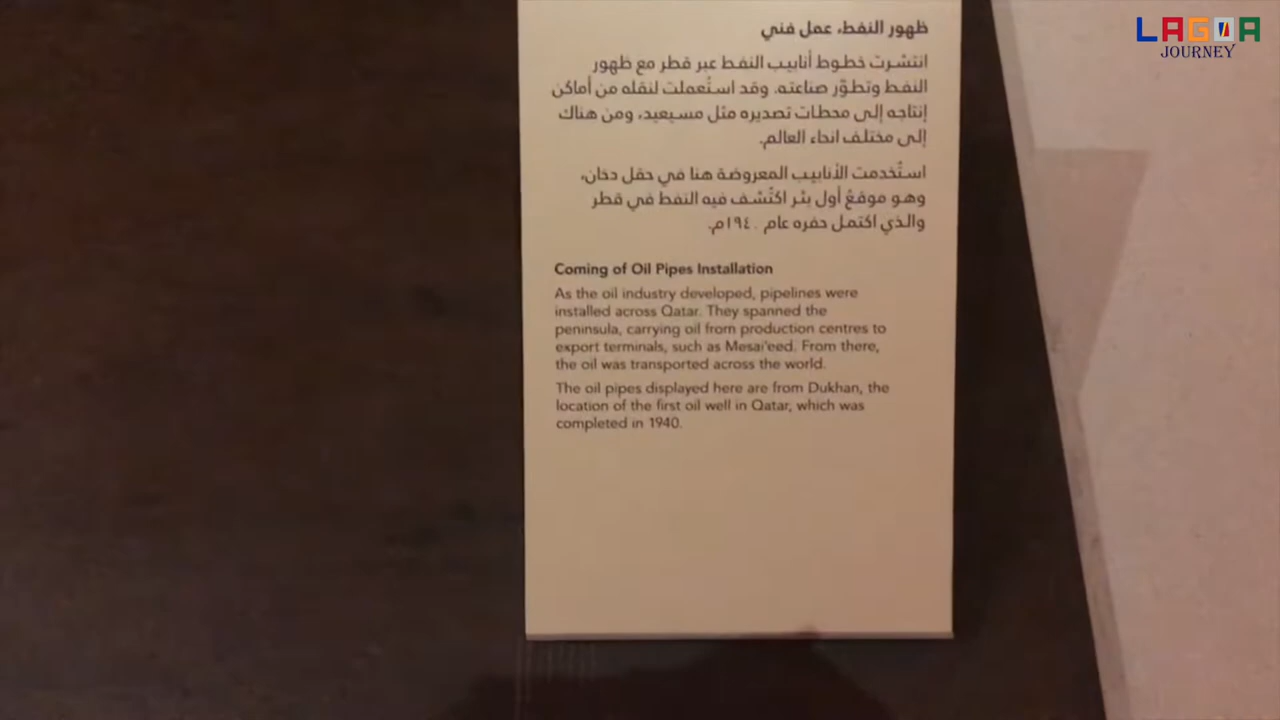 LAGOA
JOURNEY
ظهور النفط، عمل فني
انتشرت خطوط أنابيب النفط عبر قطر مع ظهور
النفط وتطوّر صناعته. وقد استُعملت لنقله من أماكن
إنتاجه إلى محطات تصديره مثل مسيعيد، ومن هناك
إلى مختلف انحاء العالم.
استُخدمت الأنابيب المعروضة هنا في حقل دخان،
وهو موقعُ أول بئر اكتُشف فيه النفط في قطر
والذي اكتمل حفره عام ١٩٤٠م.
Coming of Oil Pipes Installation
As the oil industry developed, pipelines were
installed across Qatar. They spanned the
peninsula, carrying oil from production centres to
export terminals, such as Mesai'eed. From there,
the oil was transported across the world.
The oil pipes displayed here are from Dukhan, the
location of the first oil well in Qatar, which was
completed in 1940.